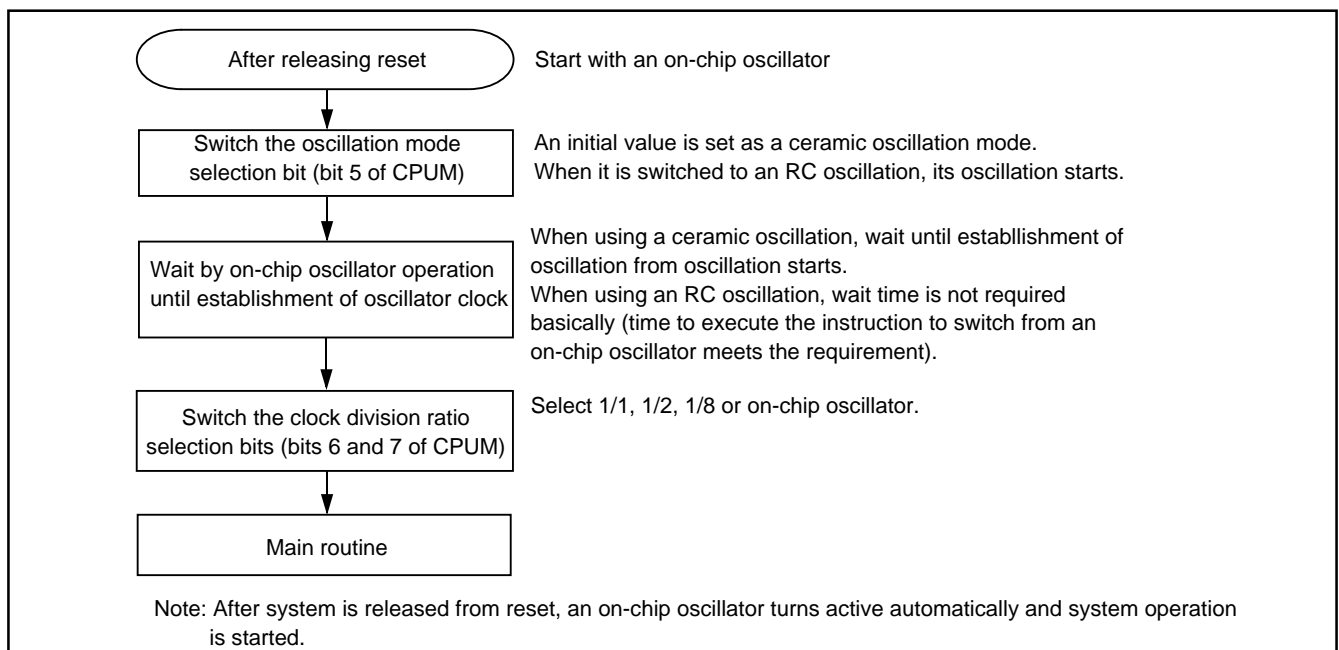 After releasing reset
Start with an on-chip oscillator
Switch the oscillation mode
selection bit (bit 5 of CPUM)
An initial value is set as a ceramic oscillation mode.
When it is switched to an RC oscillation, its oscillation starts.
Wait by on-chip oscillator operation
until establishment of oscillator clock
When using a ceramic oscillation, wait until establlishment of
oscillation from oscillation starts.
When using an RC oscillation, wait time is not required
basically (time to execute the instruction to switch from an
on-chip oscillator meets the requirement).
Switch the clock division ratio
selection bits (bits 6 and 7 of CPUM)
Select 1/1, 1/2, 1/8 or on-chip oscillator.
Main routine
Note: After system is released from reset, an on-chip oscillator turns active automatically and system operation
is started.